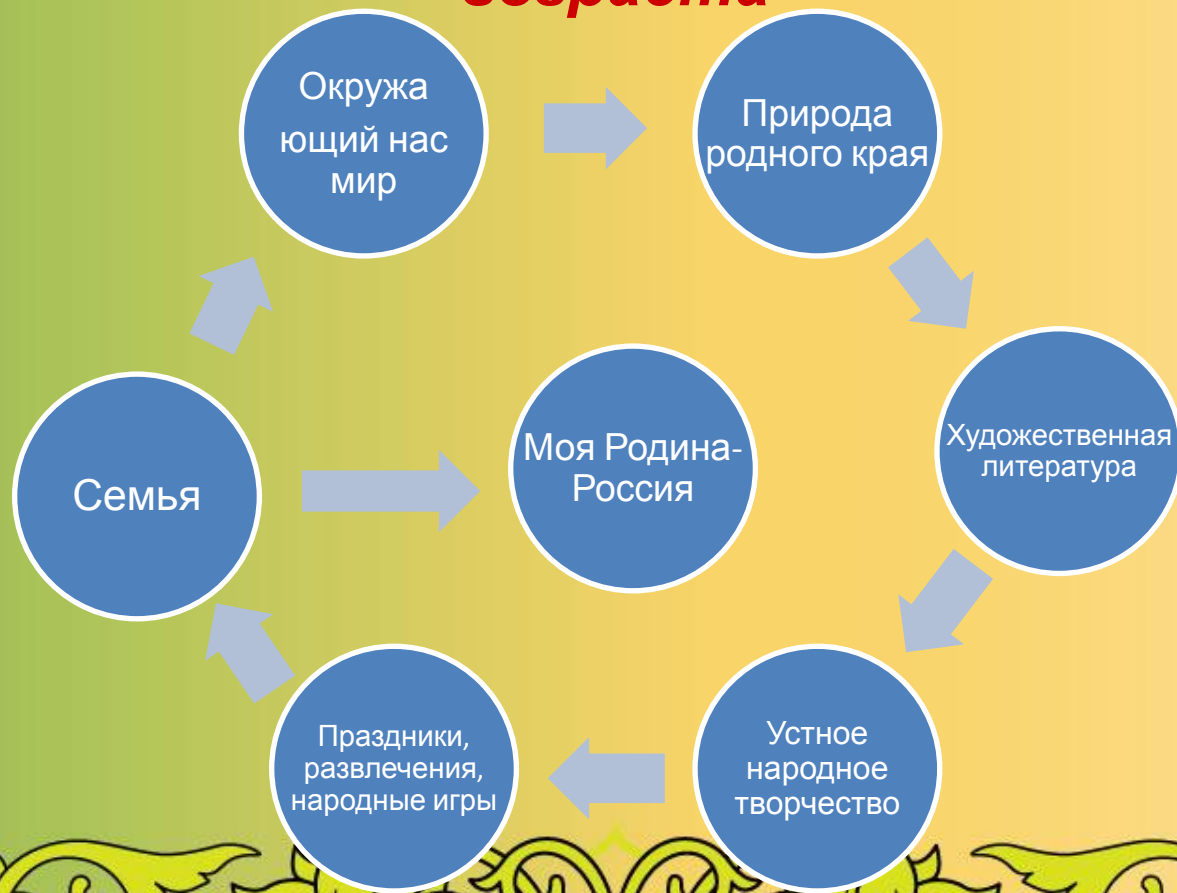 возраста
Окружа
ющий нас
мир
Природа
родного края
Художественная
литература
Моя Родина-
Россия
Семья
Праздники,
развлечения,
народные игры
Устное
народное
творчество